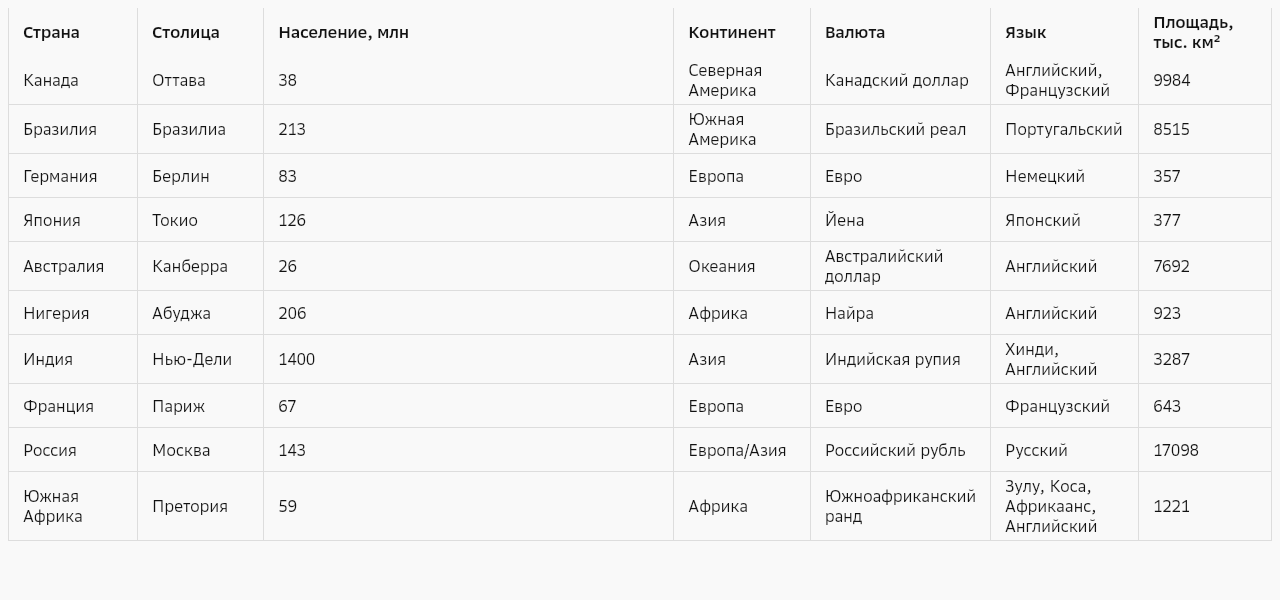 Страна Столица Население, млн Континент Валюта Язык Площадь, тыс. км²
Канада Оттава 38 Северная Америка Канадский доллар Английский, Французский 9984
Бразилия Бразилиа 213 Южная Америка Бразильский реал Португальский 8515
Германия Берлин 83 Европа Евро Немецкий 357
Япония Токио 126 Азия Йена Японский 377
Австралия Канберра 26 Океания Австралийский доллар Английский 7692
Нигерия Абуджа 206 Африка Найра Английский 923
Индия Нью-Дели 1400 Азия Индийская рупия Хинди, Английский 3287
Франция Париж 67 Европа Евро Французский 643
Россия Москва 143 Европа/Азия Российский рубль Русский 17098
Южная Африка Претория 59 Африка Южноафриканский ранд Зулу, Коса, Африкаанс, Английский 1221